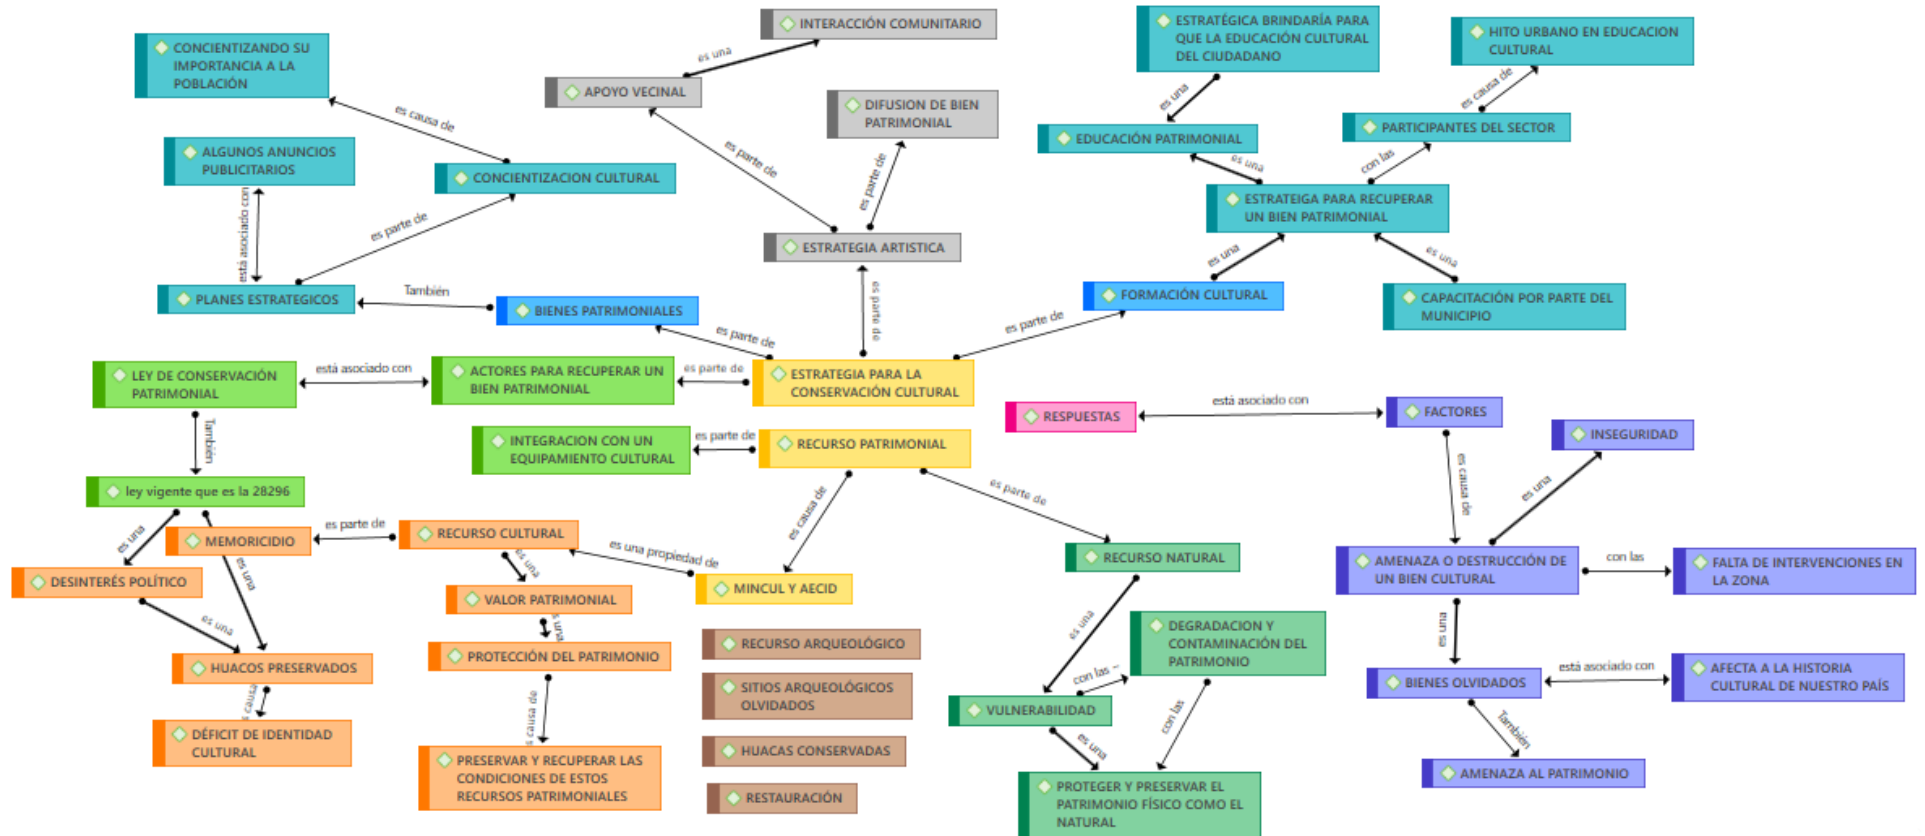 INTERACCIÓN COMUNITARIO
es una
APOYO VECINAL
CONCIENTIZANDO SU
IMPORTANCIA A LA
POBLACIÓN
es causa de
ALGUNOS ANUNCIOS
PUBLICITARIOS
CONCIENTIZACION CULTURAL
está asociado con
es parte de
PLANES ESTRATEGICOS
También
BIENES PATRIMONIALES
es parte de
DIFUSION DE BIEN
PATRIMONIAL
es parte de
es parte de
ESTRATEGIA ARTISTICA
es parte de
ESTRATÉGICA BRINDARÍA PARA
QUE LA EDUCACIÓN CULTURAL
DEL CIUDADANO
es una
EDUCACIÓN PATRIMONIAL
es una
HITO URBANO EN EDUCACION
CULTURAL
es causa de
PARTICIPANTES DEL SECTOR
con las
ESTRATEIGA PARA RECUPERAR
UN BIEN PATRIMONIAL
es una
es una
FORMACIÓN CULTURAL
CAPACITACIÓN POR PARTE DEL
MUNICIPIO
es parte de
LEY DE CONSERVACIÓN
PATRIMONIAL
está asociado con
ACTORES PARA RECUPERAR UN
BIEN PATRIMONIAL
es parte de
ESTRATEGIA PARA LA
CONSERVACIÓN CULTURAL
También
INTEGRACION CON UN
EQUIPAMIENTO CULTURAL
es parte de
RECURSO PATRIMONIAL
RESPUESTAS
está asociado con
FACTORES
INSEGURIDAD
es causa de
es una
ley vigente que es la 28296
es una
es una
MEMORICIDIO
es parte de
RECURSO CULTURAL
es una propiedad de
es causa de
es parte de
MINCUL Y AECID
DESINTERÉS POLÍTICO
es una
HUACOS PRESERVADOS
s causa
DÉFICIT DE IDENTIDAD
CULTURAL
es una
VALOR PATRIMONIAL
s una
PROTECCIÓN DEL PATRIMONIO
s causa de
PRESERVAR Y RECUPERAR LAS
CONDICIONES DE ESTOS
RECURSOS PATRIMONIALES
RECURSO ARQUEOLÓGICO
SITIOS ARQUEOLÓGICOS
OLVIDADOS
HUACAS CONSERVADAS
RESTAURACIÓN
RECURSO NATURAL
es una
DEGRADACION Y
CONTAMINACIÓN DEL
PATRIMONIO
con las ~
VULNERABILIDAD
con las
es una
PROTEGER Y PRESERVAR EL
PATRIMONIO FÍSICO COMO EL
NATURAL
AMENAZA O DESTRUCCIÓN DE
UN BIEN CULTURAL
con las
FALTA DE INTERVENCIONES EN
LA ZONA
es una
BIENES OLVIDADOS
está asociado con
AFECTA A LA HISTORIA
CULTURAL DE NUESTRO PAÍS
También
AMENAZA AL PATRIMONIO